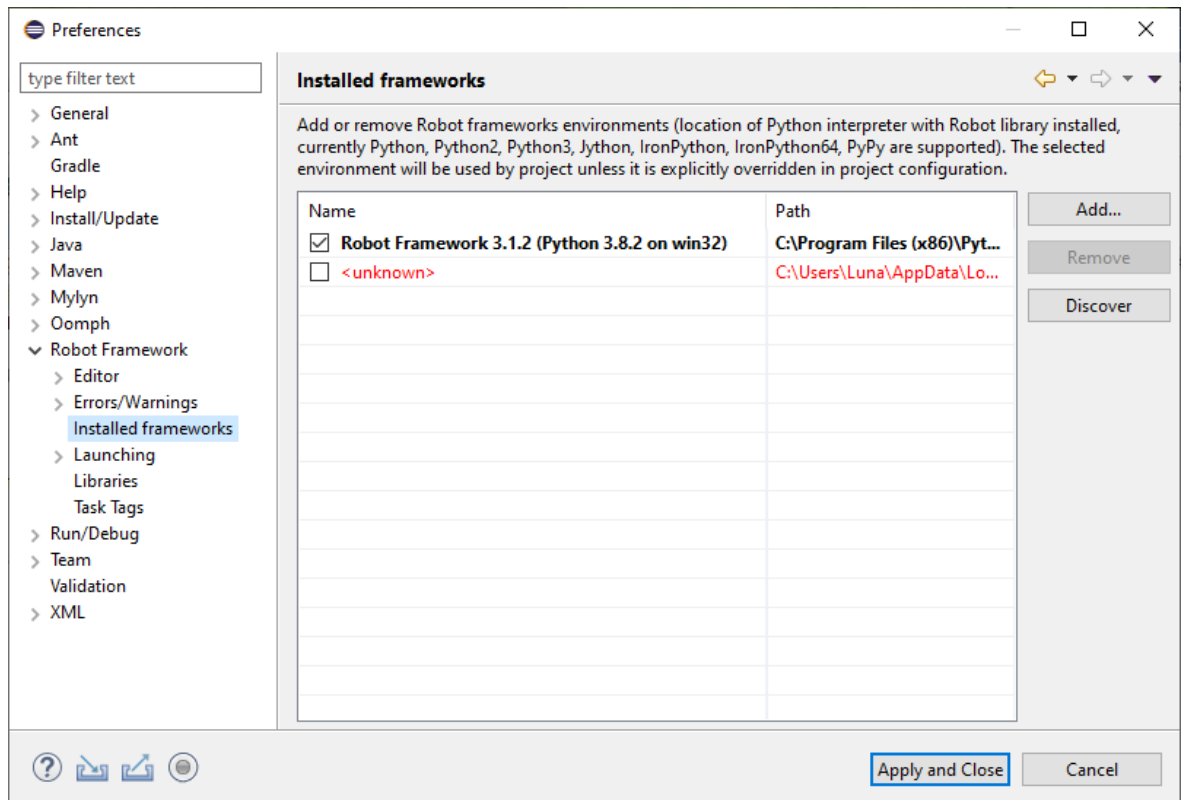 Preferences
type filter text
Installed frameworks
General
Ant
Gradle
Help
Install/Update
Java
Maven
Mylyn
Oomph
Robot Framework
Editor
Errors/Warnings
Installed frameworks
Launching
Libraries
Task Tags
Run/Debug
Team
Validation
XML
Add or remove Robot frameworks environments (location of Python interpreter with Robot library installed,
currently Python, Python2, Python3, Jython, IronPython, IronPython64, PyPy are supported). The selected
environment will be used by project unless it is explicitly overridden in project configuration.
Name Path
Robot Framework 3.1.2 (Python 3.8.2 on win32) C:\Program Files (x86)\Pyt...
<unknown> C:\Users\Luna\AppData\Lo...
Add...
Remove
Discover
Apply and Close
Cancel